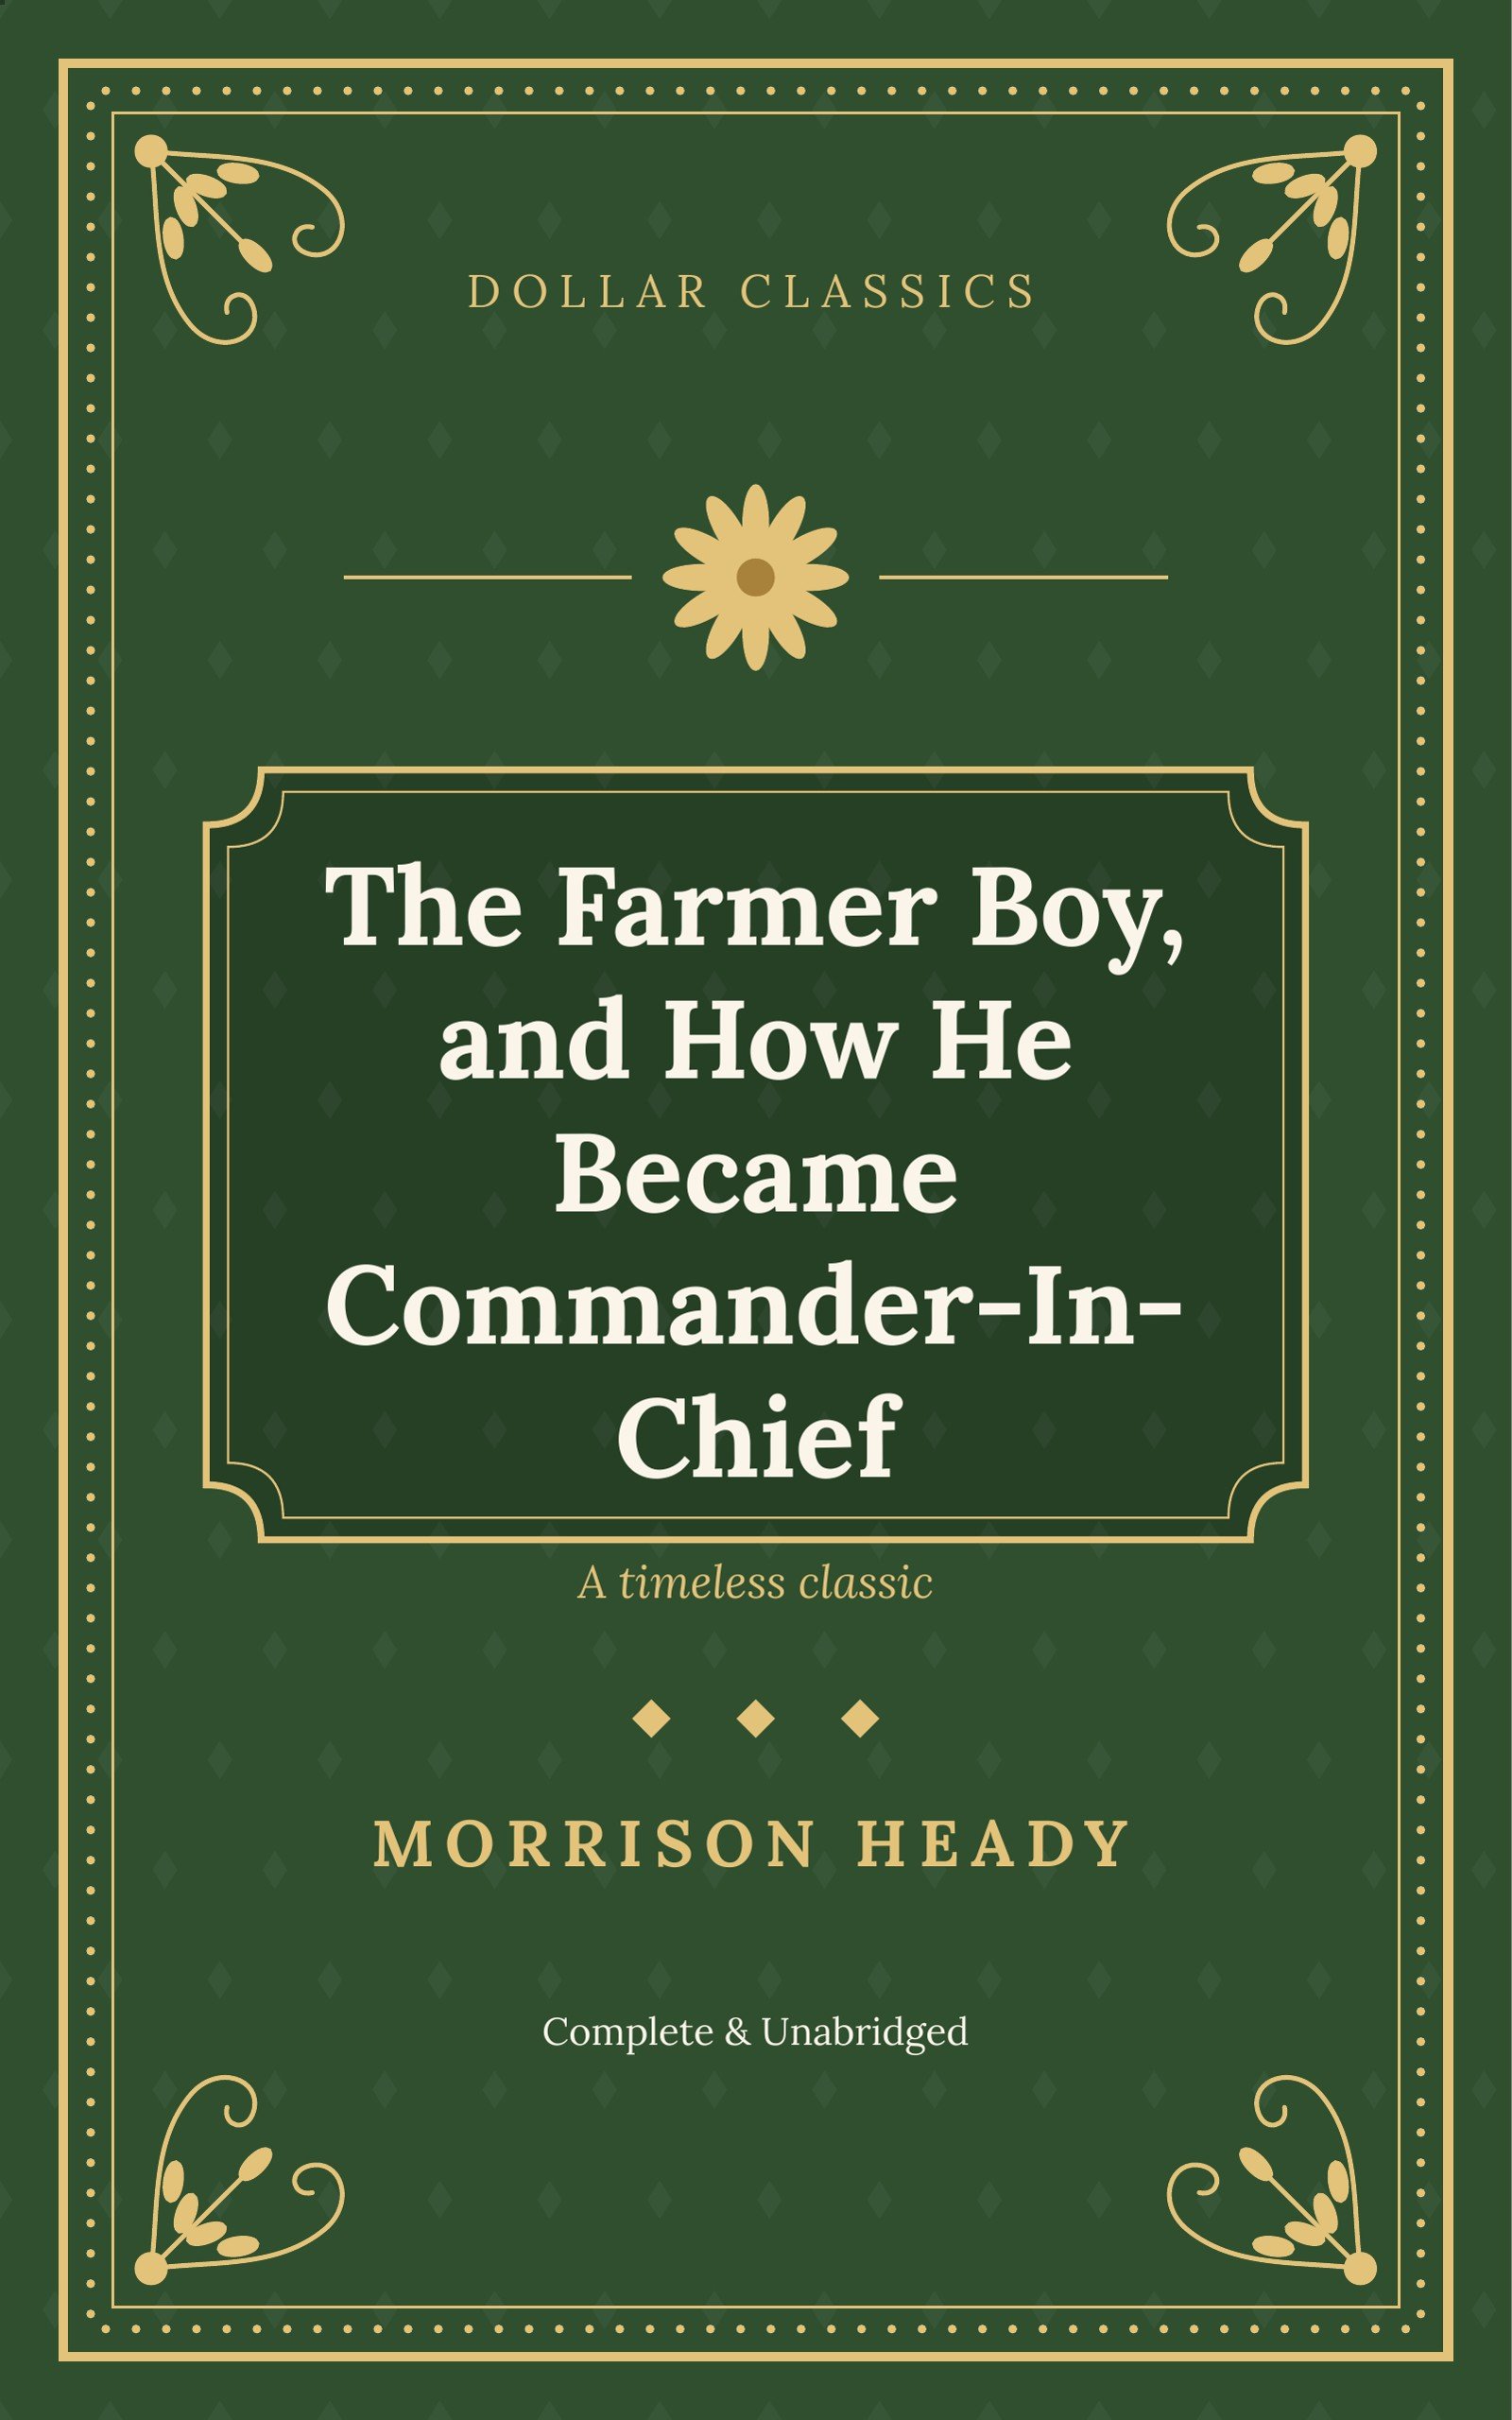 DOLLAR CLASSICS
The Farmer Boy,
and How He
Became
Commander-In-
Chief
A timeless classic
MORRISON HEADY
Complete & Unabridged